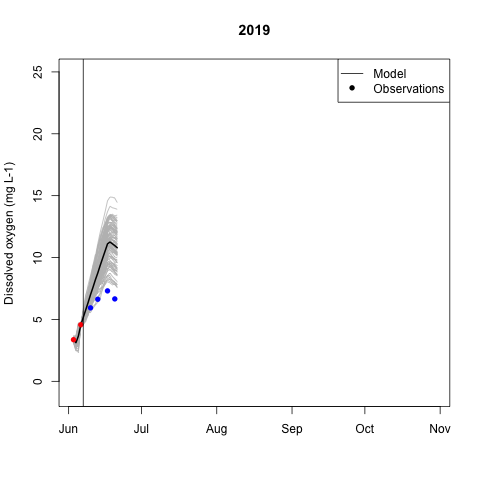 2019
Model
Observations
Dissolved oxygen (mg L-1)
25
20
15
10
5
0
Jun Jul Aug Sep Oct Nov